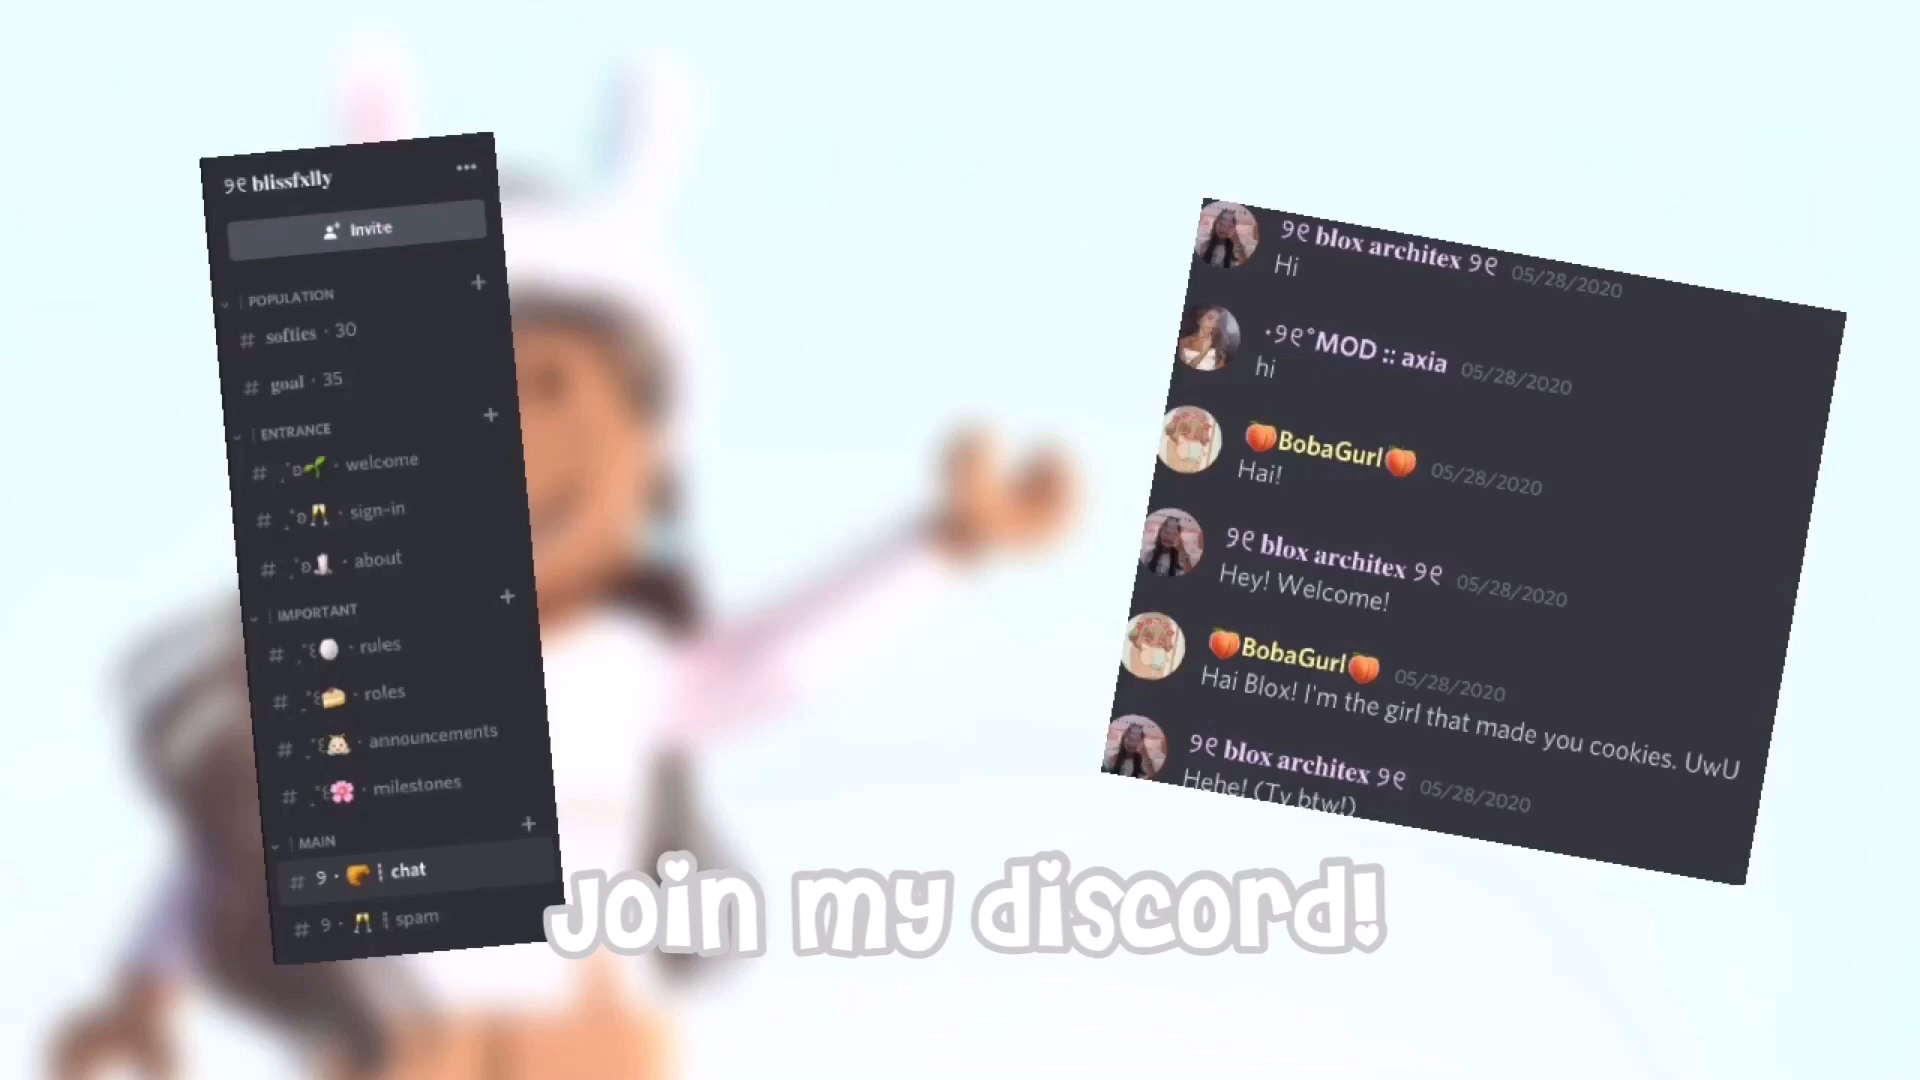 ୨୧ blissfxlly
Invite
POPULATION
# softies · 30
# goal · 35
ENTRANCE
# ˚ʚ🌱 · welcome
# ˚ʚ🥂 · sign-in
# ˚ʚ · about
IMPORTANT
# · rules
# 🍰 · roles
# · announcements
# 🌸 · milestones
MAIN
# 9 · ┆ chat
# 9 · 🥂 ┆ spam
୨୧ blox architex ୨୧ 05/28/2020
Hi
·୨୧°MOD :: axia 05/28/2020
hi
🍑BobaGurl🍑 05/28/2020
Hai!
୨୧ blox architex ୨୧ 05/28/2020
Hey! Welcome!
🍑BobaGurl🍑 05/28/2020
Hai Blox! I'm the girl that made you cookies. UwU
୨୧ blox architex ୨୧ 05/28/2020
Hehe! (Ty btw!)
Join my discord!